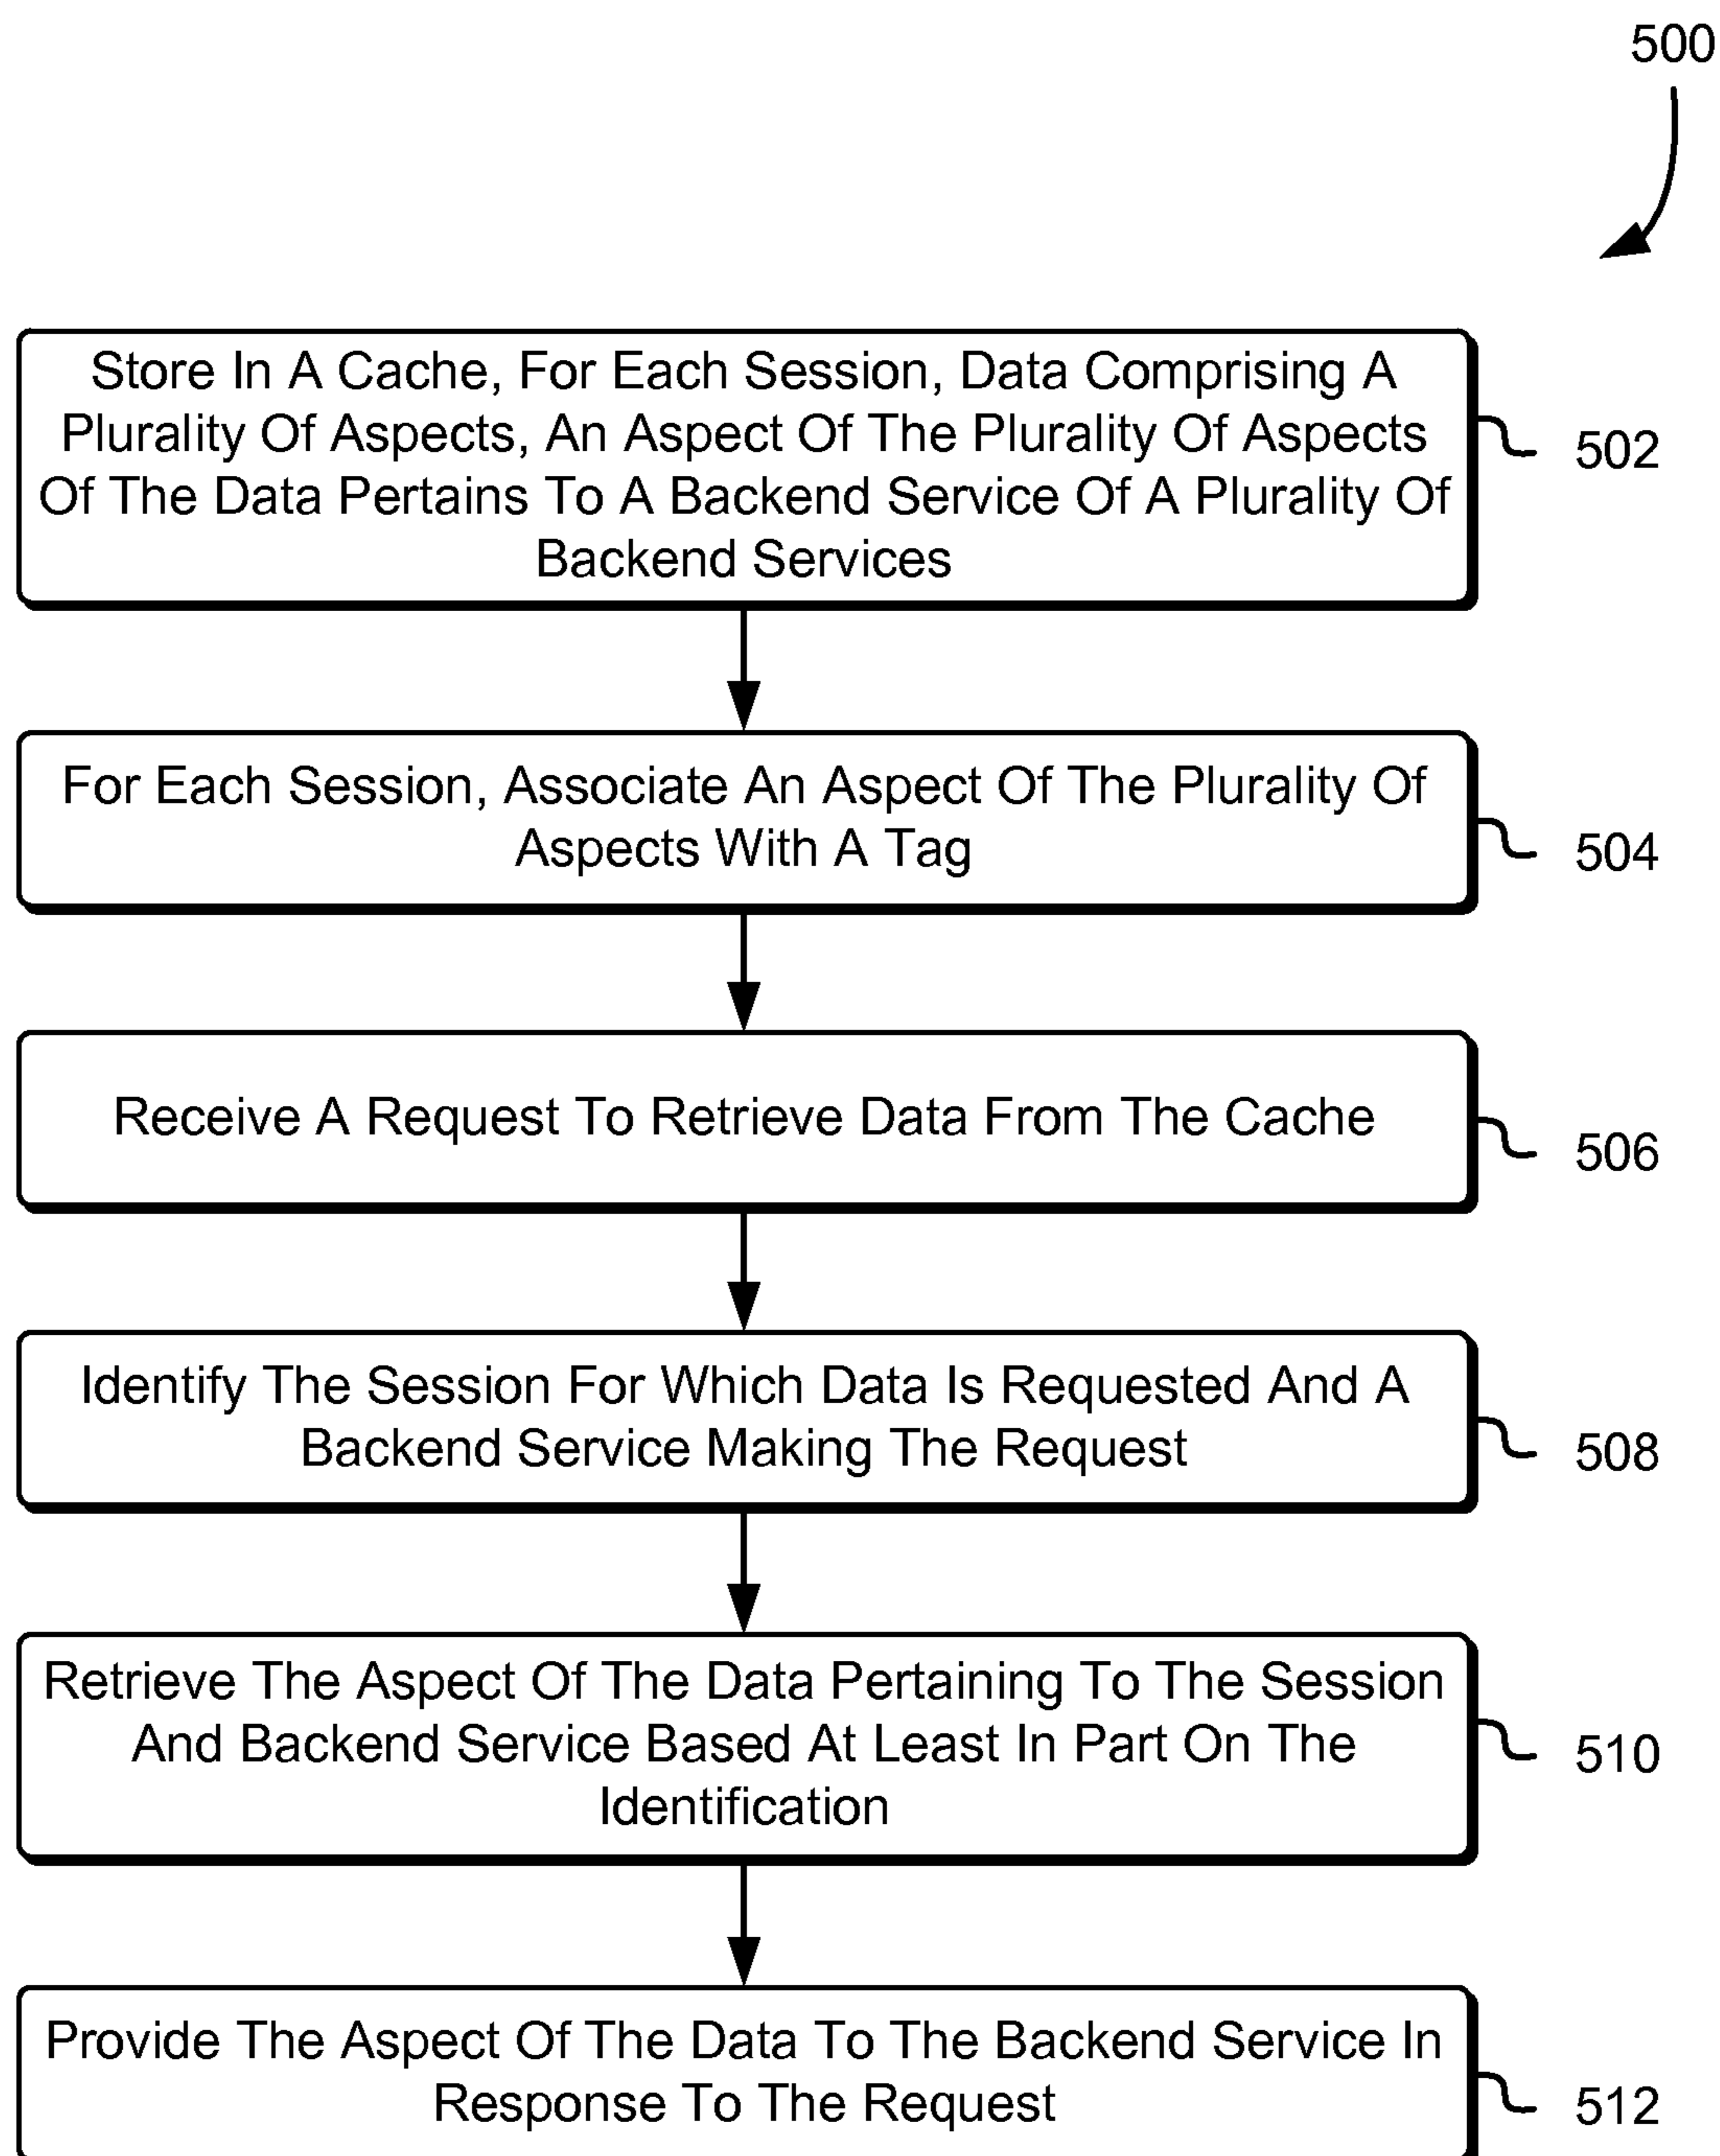 500
Store In A Cache, For Each Session, Data Comprising A
Plurality Of Aspects, An Aspect Of The Plurality Of Aspects
Of The Data Pertains To A Backend Service Of A Plurality Of
Backend Services
502
For Each Session, Associate An Aspect Of The Plurality Of
Aspects With A Tag
504
Receive A Request To Retrieve Data From The Cache
506
Identify The Session For Which Data Is Requested And A
Backend Service Making The Request
508
Retrieve The Aspect Of The Data Pertaining To The Session
And Backend Service Based At Least In Part On The
Identification
510
Provide The Aspect Of The Data To The Backend Service In
Response To The Request
512